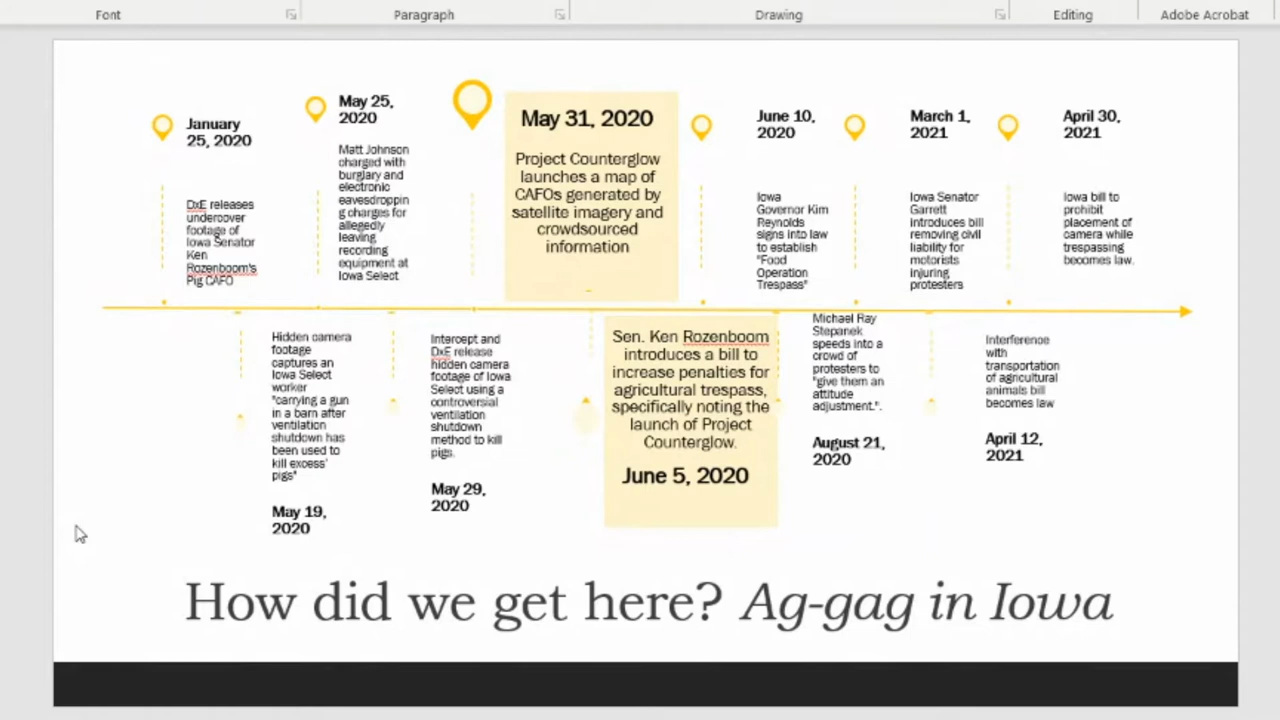 Font
Paragraph
Drawing
Editing
Adobe Acrobat
January
25, 2020
DxE releases
undercover
footage of
Iowa Senator
Ken
Rozenboom's
Pig CAFO
May 25,
2020
Matt Johnson
charged with
burglary and
electronic
eavesdroppin
g charges for
allegedly
leaving
recording
equipment at
Iowa Select
May 31, 2020
Project Counterglow
launches a map of
CAFOs generated by
satellite imagery and
crowdsourced
information
June 10,
2020
Iowa
Governor Kim
Reynolds
signs into law
to establish
"Food
Operation
Trespass"
March 1,
2021
Iowa Senator
Garrett
introduces bill
removing civil
liability for
motorists
injuring
protesters
April 30,
2021
Iowa bill to
prohibit
placement of
camera while
trespassing
becomes law.
Hidden camera
footage
captures an
Iowa Select
worker
"carrying a gun
in a barn after
ventilation
shutdown has
been used to
kill excess'
pigs"
May 19,
2020
Intercept and
DxE release
hidden camera
footage of Iowa
Select using a
controversial
ventilation
shutdown
method to kill
pigs.
May 29,
2020
Sen. Ken Rozenboom
introduces a bill to
increase penalties for
agricultural trespass,
specifically noting the
launch of Project
Counterglow.
June 5, 2020
Michael Ray
Stepanek
speeds into a
crowd of
protesters to
"give them an
attitude
adjustment.".
August 21,
2020
Interference
with
transportation
of agricultural
animals bill
becomes law
April 12,
2021
How did we get here? Ag-gag in Iowa